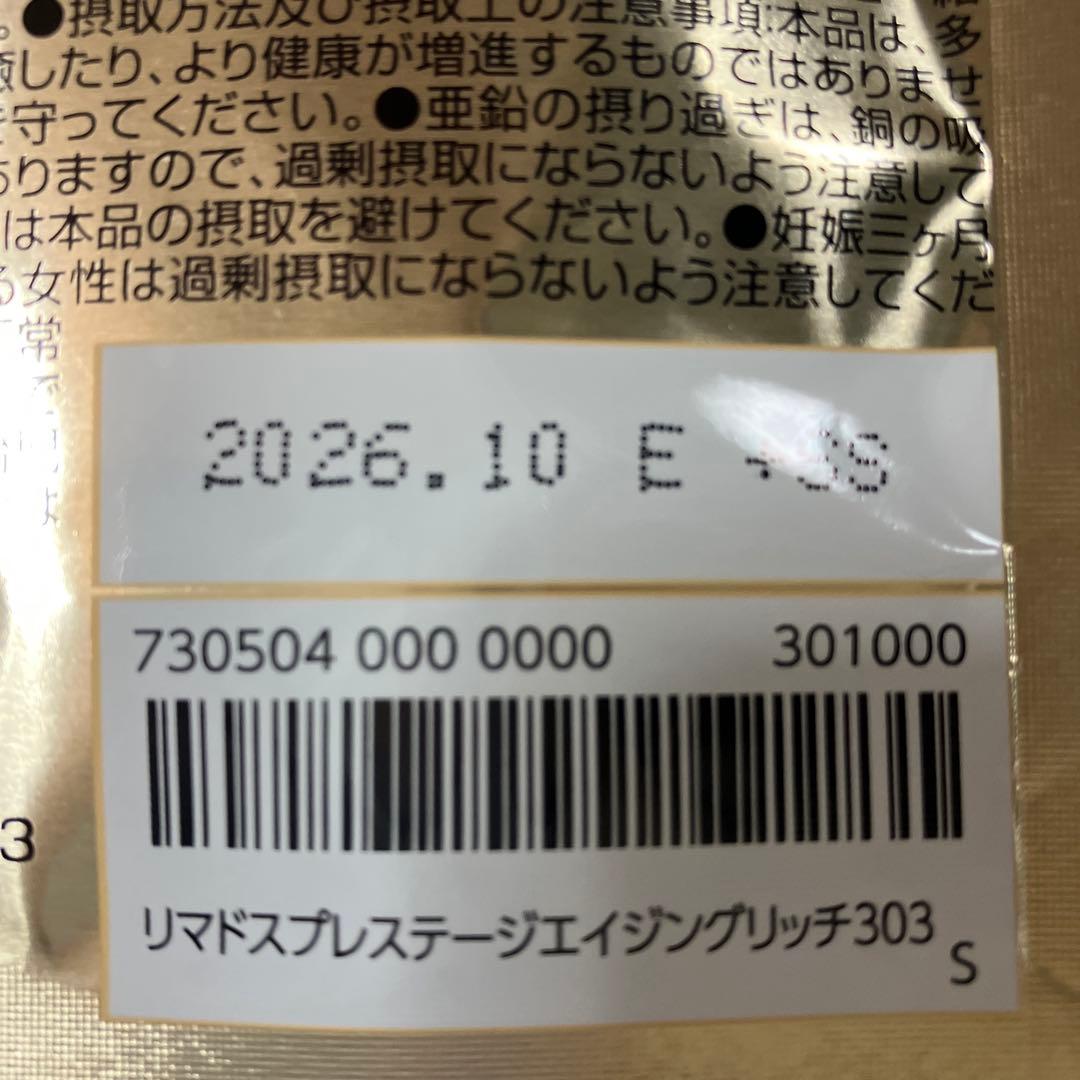 。●摂取方法及び摂取上の注意事項:本品は、多
癒したり、より健康が増進するものではありませ
を守ってください。●亜鉛の摂り過ぎは、銅の吸
ありますので、過剰摂取にならないよう注意して
は本品の摂取を避けてください。●妊娠三ヶ月
る女性は過剰摂取にならないよう注意してくだ
常
2026.10 E
730504 000 0000 301000
3
リマドスプレステージエイジングリッチ303
S